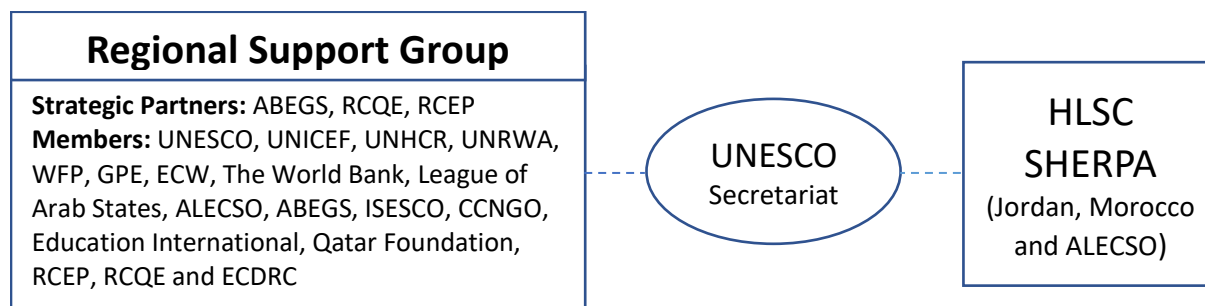 Regional Support Group
Strategic Partners: ABEGS, RCQE, RCEP
Members: UNESCO, UNICEF, UNHCR, UNRWA,
WFP, GPE, ECW, The World Bank, League of
Arab States, ALECSO, ABEGS, ISESCO, CCNGO,
Education International, Qatar Foundation,
RCEP, RCQE and ECDRC
UNESCO
Secretariat
HLSC
SHERPA
(Jordan, Morocco
and ALECSO)